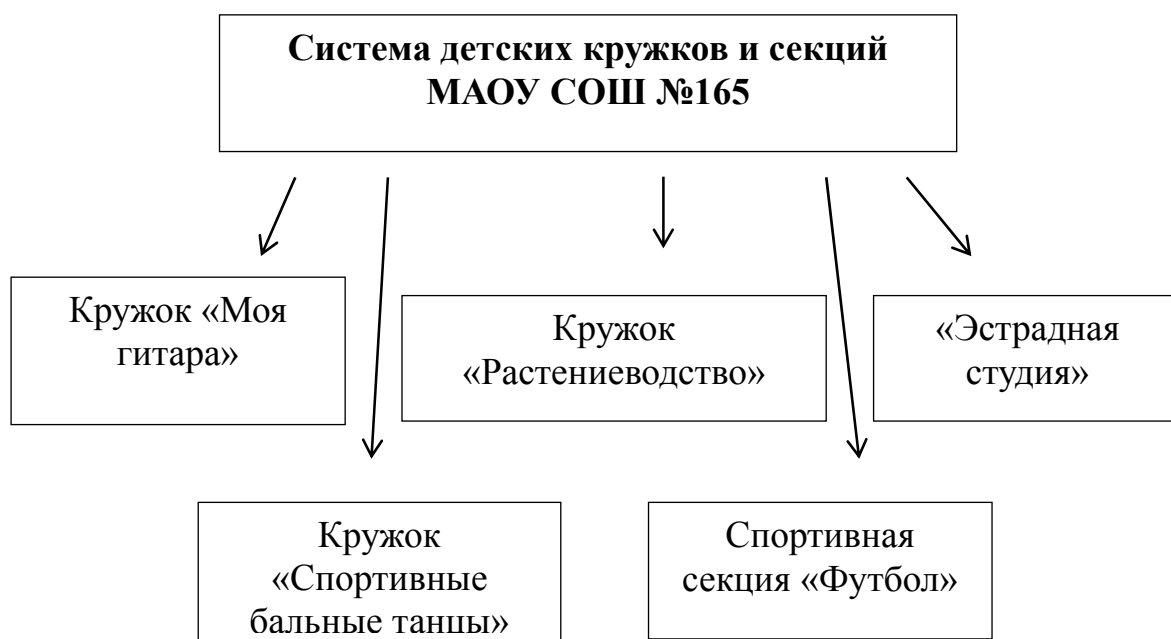 Система детских кружков и секций
МАОУ СОШ №165
Кружок «Моя
гитара»
Кружок
«Растениеводство»
«Эстрадная
студия»
Кружок
«Спортивные
бальные танцы»
Спортивная
секция «Футбол»